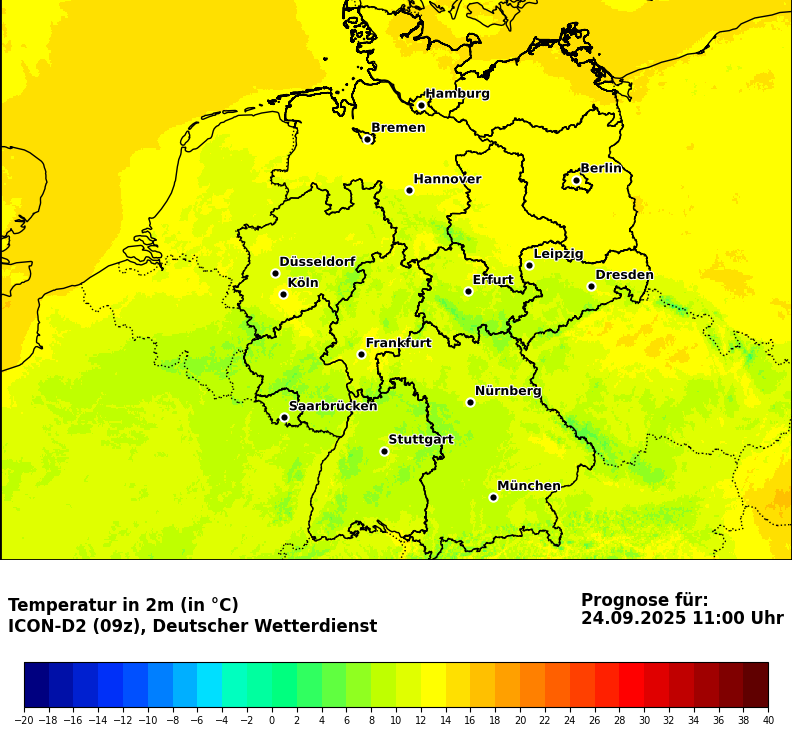 Hamburg
Bremen
Berlin
Hannover
Leipzig
Düsseldorf
Dresden
Köln
Erfurt
Frankfurt
Nürnberg
Saarbrücken
Stuttgart
München
Temperatur in 2m (in °C)
ICON-D2 (09z), Deutscher Wetterdienst
Prognose für:
24.09.2025 11:00 Uhr
−20 −18 −16 −14 −12 −10 −8 −6 −4 −2 0 2 4 6 8 10 12 14 16 18 20 22 24 26 28 30 32 34 36 38 40